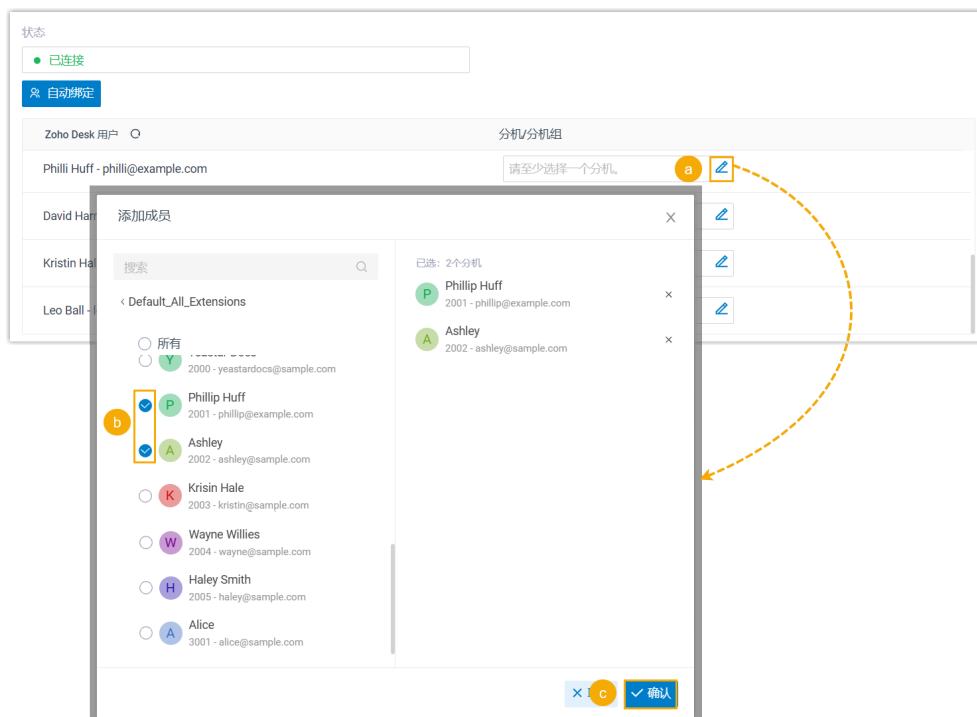 状态
已连接
自动绑定
Zoho Desk 用户 分机/分机组
Philli Huff - philli@example.com 请至少选择一个分机。 a
David Har
Kristin Hal
Leo Ball -
添加成员
搜索
Default_All_Extensions
所有
2000 - yeastardocs@sample.com
Phillip Huff
P 2001 - phillip@example.com
b
Ashley
A 2002 - ashley@sample.com
Krisin Hale
K 2003 - kristin@sample.com
Wayne Willies
W 2004 - wayne@sample.com
Haley Smith
H 2005 - haley@sample.com
Alice
A 3001 - alice@sample.com
已选：2个分机
Phillip Huff
P 2001 - phillip@example.com
Ashley
A 2002 - ashley@sample.com
c 确认